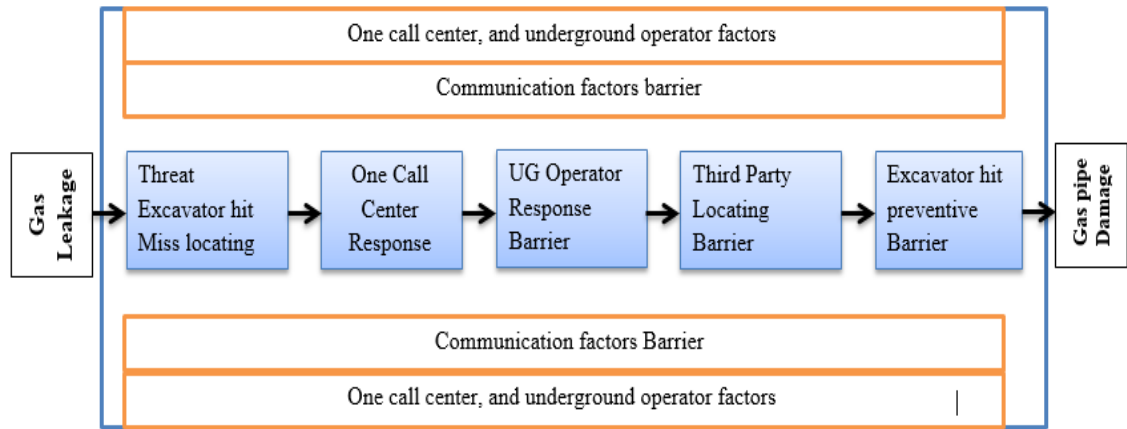 One call center, and underground operator factors
Communication factors barrier
Gas
Leakage
Threat
Excavator hit
Miss locating
One Call
Center
Response
UG Operator
Response
Barrier
Third Party
Locating
Barrier
Excavator hit
preventive
Barrier
Gas pipe
Damage
Communication factors Barrier
One call center, and underground operator factors